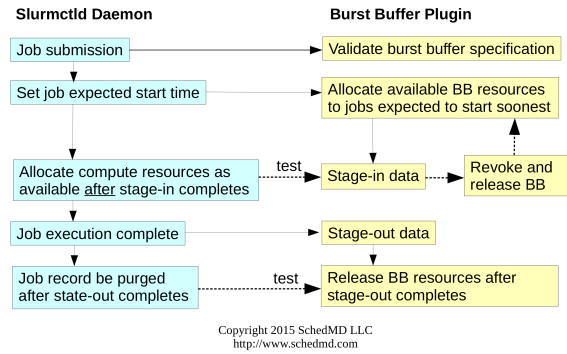 Slurmctld Daemon
Burst Buffer Plugin
Job submission
Validate burst buffer specification
Set job expected start time
Allocate available BB resources
to jobs expected to start soonest
Allocate compute resources as
available after stage-in completes
test
Stage-in data
Revoke and
release BB
Job execution complete
Stage-out data
Job record be purged
after state-out completes
test
Release BB resources after
stage-out completes
Copyright 2015 SchedMD LLC
http://www.schedmd.com